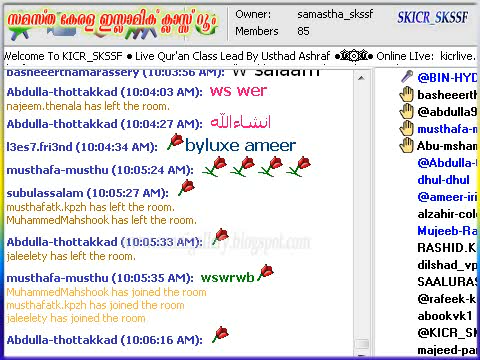 സമസ്ത കേരള ഇസ്ലാമിക് ക്ലാസ്സ് റൂം
Owner: samastha_skssf
Members 85
SKICR_SKSSF
Welcome To KICR_SKSSF ● Live Qur'an Class Lead By Usthad Ashraf ● ● Online LIve: kicrlive.
basheeerthamarassery (10:03:56 AM): w salaam
Abdulla-thottakkad (10:04:03 AM): ws wer
najeem.thenala has left the room.
Abdulla-thottakkad (10:04:27 AM): انشاءالله
l3es7.fri3nd (10:04:34 AM): byluxe ameer
musthafa-musthu (10:05:24 AM):
subulassalam (10:05:27 AM):
musthafatk.kpzh has left the room.
MuhammedMahshook has left the room.
Abdulla-thottakkad (10:05:33 AM):
jaleelety has left the room.
musthafa-musthu (10:05:35 AM): wswrwb
MuhammedMahshook has joined the room
musthafatk.kpzh has joined the room
jaleelety has joined the room
Abdulla-thottakkad (10:06:16 AM):
@BIN-HYD
basheeert
@abdulla9
musthafa-
Abu-msham
@Abdulla-t
dhul-dhul
@ameer-iri
alzahir-colo
Mujeeb-Ra
RASHID.K
dilshad_vp
SAALURAS
@rafeek-k
abookvk1
@KICR_SK
majeed-pan